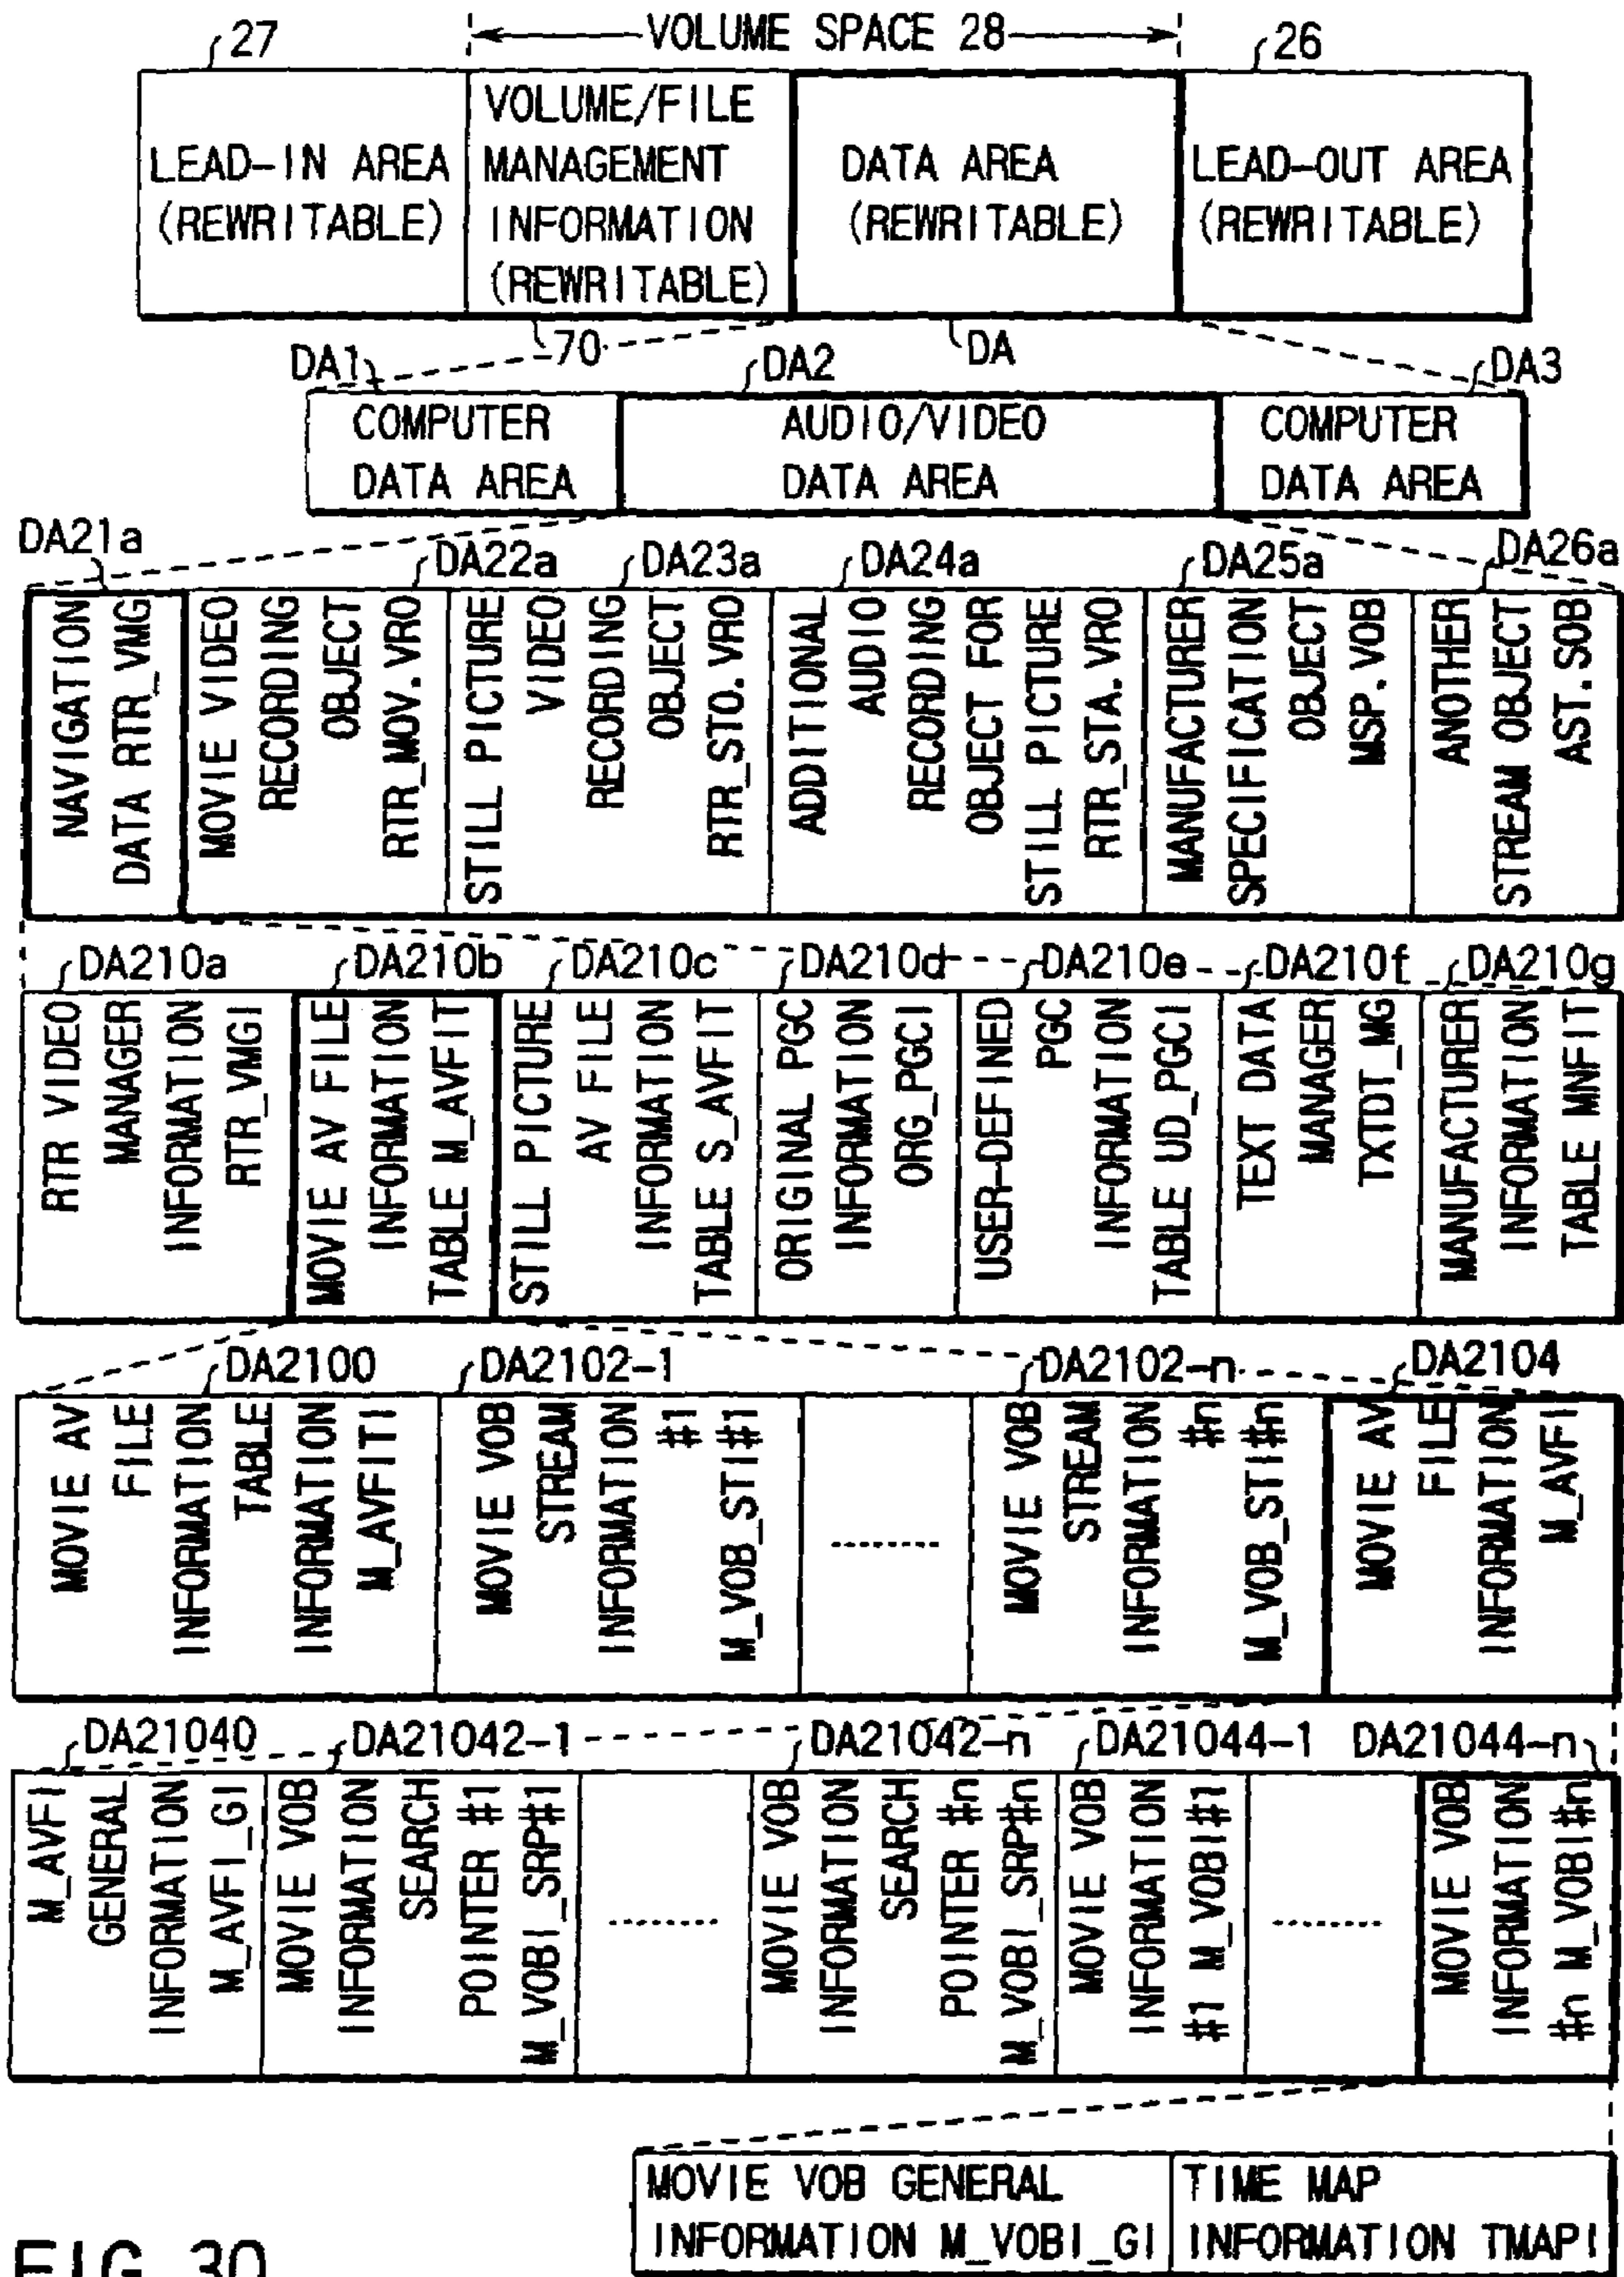 27
VOLUME SPACE 28
26
LEAD-IN AREA
(REWRITABLE)
VOLUME/FILE
MANAGEMENT
INFORMATION
(REWRITABLE)
DATA AREA
(REWRITABLE)
LEAD-OUT AREA
(REWRITABLE)
70
DA
DA1
DA2
DA3
COMPUTER
DATA AREA
AUDIO/VIDEO
DATA AREA
COMPUTER
DATA AREA
DA21a
DA22a
DA23a
DA24a
DA25a
DA26a
NAVIGATION
DATA RTR_VMG
MOVIE VIDEO
RECORDING
OBJECT
RTR_MOV.VRO
STILL PICTURE
VIDEO
RECORDING
OBJECT
RTR_STO.VRO
ADDITIONAL
AUDIO
RECORDING
OBJECT FOR
STILL PICTURE
RTR_STA.VRO
MANUFACTURER
SPECIFICATION
OBJECT
MSP.VOB
ANOTHER
STREAM OBJECT
AST.SOB
DA210a
DA210b
DA210c
DA210d
DA210e
DA210f
DA210g
RTR VIDEO
MANAGER
INFORMATION
RTR_VMGI
MOVIE AV FILE
INFORMATION
TABLE M_AVFIT
STILL PICTURE
AV FILE
INFORMATION
TABLE S_AVFIT
ORIGINAL PGC
INFORMATION
ORG_PGCI
USER-DEFINED
PGC
INFORMATION
TABLE UD_PGCI
TEXT DATA
MANAGER
TXTDT_MG
MANUFACTURER
INFORMATION
TABLE MNFIT
DA2100
DA2102-1
DA2102-n
DA2104
MOVIE AV
FILE
INFORMATION
TABLE
INFORMATION
M_AVFITI
MOVIE VOB
STREAM
INFORMATION
#1
M_VOB_STI#1
........
MOVIE VOB
STREAM
INFORMATION
#n
M_VOB_STI#n
MOVIE AV
FILE
INFORMATION
M_AVFI
DA21040
DA21042-1
DA21042-n
DA21044-1
DA21044-n
M_AVFI
GENERAL
INFORMATION
M_AVFI_GI
MOVIE VOB
INFORMATION
SEARCH
POINTER #1
M_VOBI_SRP#1
........
MOVIE VOB
INFORMATION
SEARCH
POINTER #n
M_VOBI_SRP#n
MOVIE VOB
INFORMATION
#1 M_VOBI#1
........
MOVIE VOB
INFORMATION
#n M_VOBI#n
MOVIE VOB GENERAL
INFORMATION M_VOBI_GI
TIME MAP
INFORMATION TMAPI
FIG. 30